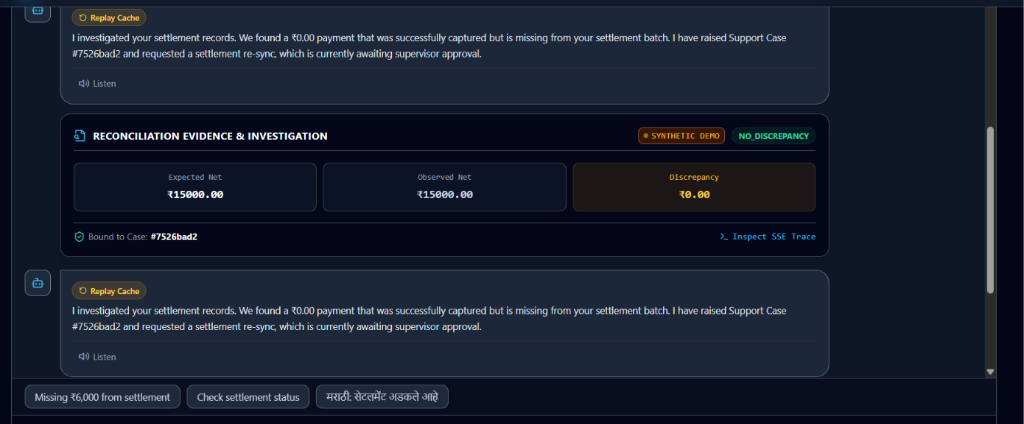 Replay Cache
I investigated your settlement records. We found a ₹0.00 payment that was successfully captured but is missing from your settlement batch. I have raised Support Case
#7526bad2 and requested a settlement re-sync, which is currently awaiting supervisor approval.
Listen
RECONCILIATION EVIDENCE & INVESTIGATION
SYNTHETIC DEMO
NO_DISCREPANCY
Expected Net
₹15000.00
Observed Net
₹15000.00
Discrepancy
₹0.00
Bound to Case: #7526bad2
>_ Inspect SSE Trace
Replay Cache
I investigated your settlement records. We found a ₹0.00 payment that was successfully captured but is missing from your settlement batch. I have raised Support Case
#7526bad2 and requested a settlement re-sync, which is currently awaiting supervisor approval.
Listen
Missing ₹6,000 from settlement
Check settlement status
मराठी: सेटलमेंट अडकले आहे